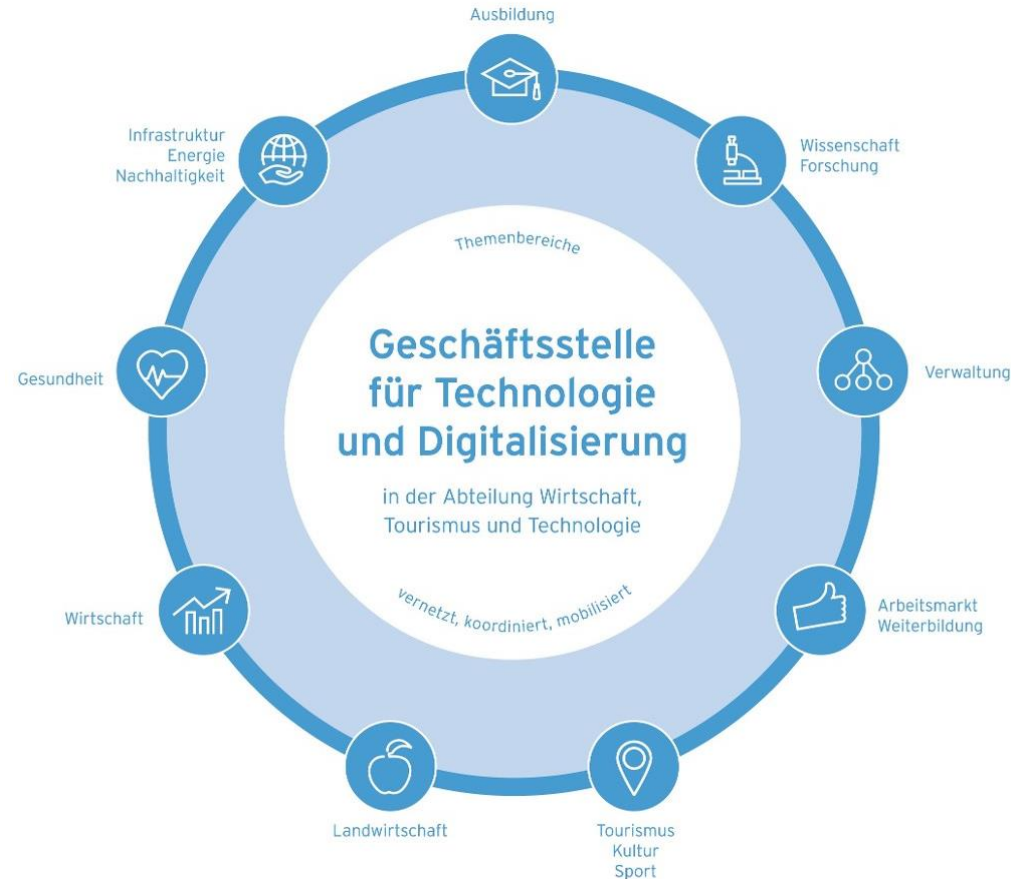 Ausbildung
Infrastruktur
Energie
Nachhaltigkeit
Wissenschaft
Forschung
Themenbereiche
Geschäftsstelle
für Technologie
und Digitalisierung
in der Abteilung Wirtschaft,
Tourismus und Technologie
vernetzt, koordiniert, mobilisiert
Gesundheit
Verwaltung
Wirtschaft
Arbeitsmarkt
Weiterbildung
Landwirtschaft
Tourismus
Kultur
Sport